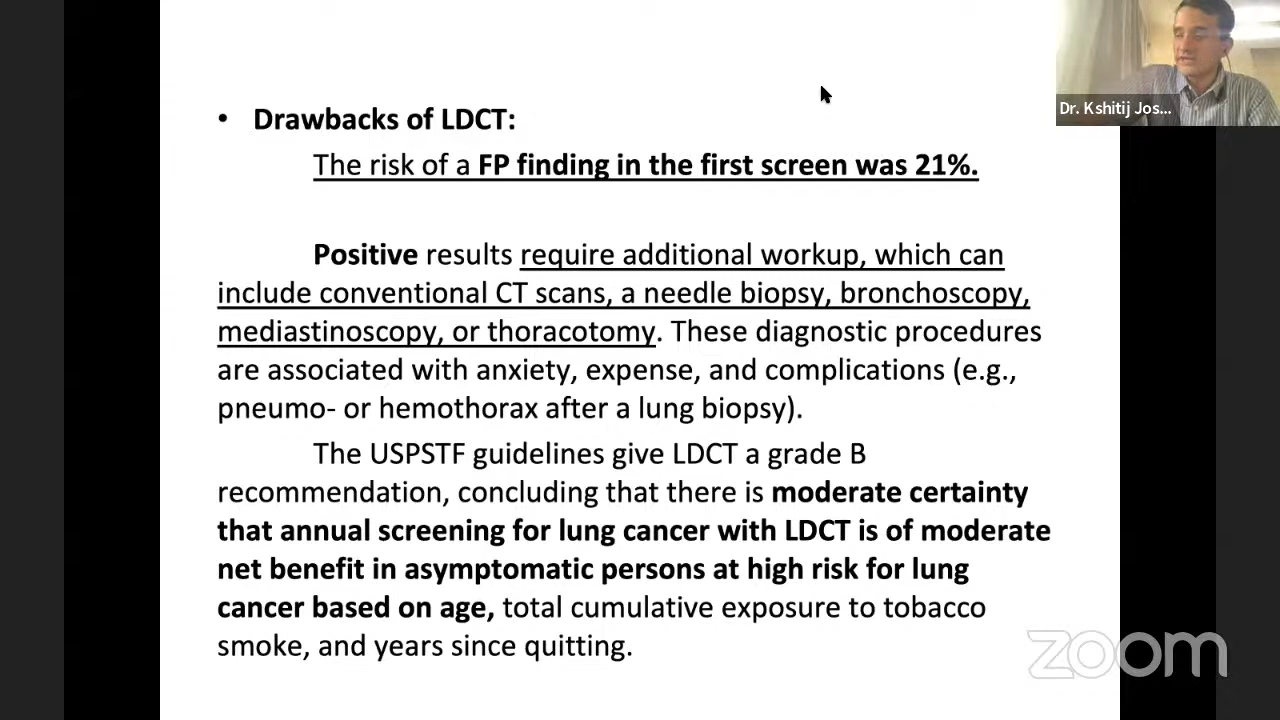 • Drawbacks of LDCT:
The risk of a FP finding in the first screen was 21%.
Positive results require additional workup, which can
include conventional CT scans, a needle biopsy, bronchoscopy,
mediastinoscopy, or thoracotomy. These diagnostic procedures
are associated with anxiety, expense, and complications (e.g.,
pneumo- or hemothorax after a lung biopsy).
The USPSTF guidelines give LDCT a grade B
recommendation, concluding that there is moderate certainty
that annual screening for lung cancer with LDCT is of moderate
net benefit in asymptomatic persons at high risk for lung
cancer based on age, total cumulative exposure to tobacco
smoke, and years since quitting.
Dr. Kshitij Jos...
zoom